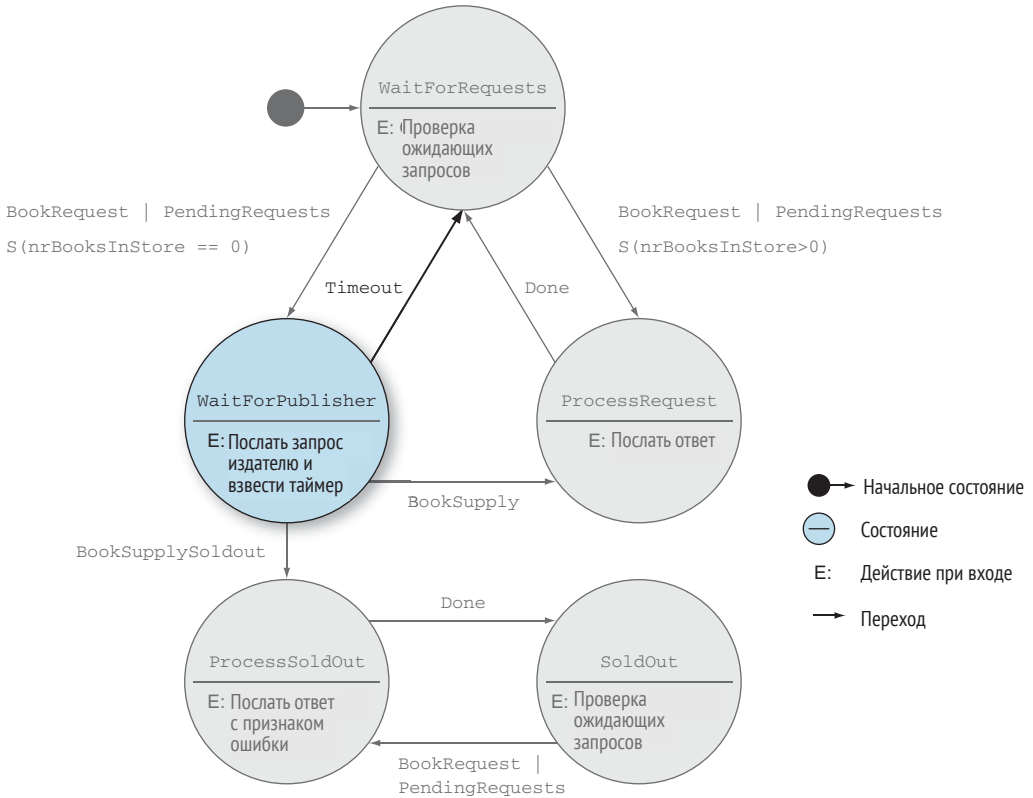 WaitForRequests
E: Проверка
ожидающих
запросов
BookRequest | PendingRequests
S(nrBooksInStore == 0)
BookRequest | PendingRequests
S(nrBooksInStore>0)
Timeout
Done
WaitForPublisher
E: Послать запрос
издателю и
взвести таймер
ProcessRequest
E: Послать ответ
BookSupply
BookSupplySoldout
Начальное состояние
Состояние
E: Действие при входе
Переход
Done
ProcessSoldOut
E: Послать ответ
с признаком
ошибки
SoldOut
E: Проверка
ожидающих
запросов
BookRequest |
PendingRequests